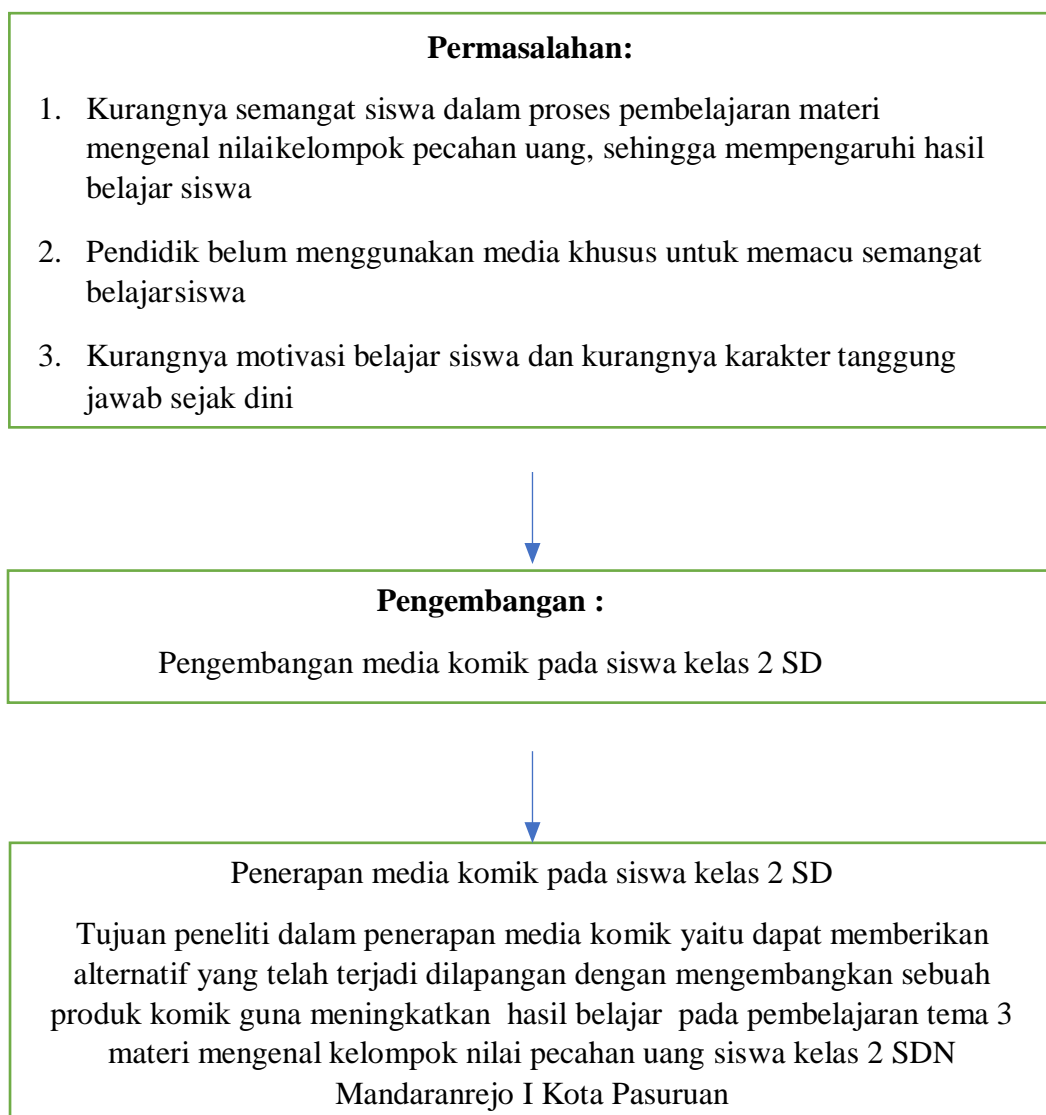 Permasalahan:
1. Kurangnya semangat siswa dalam proses pembelajaran materi
mengenal nilaikelompok pecahan uang, sehingga mempengaruhi hasil
belajar siswa
2. Pendidik belum menggunakan media khusus untuk memacu semangat
belajarsiswa
3. Kurangnya motivasi belajar siswa dan kurangnya karakter tanggung
jawab sejak dini
Pengembangan :
Pengembangan media komik pada siswa kelas 2 SD
Penerapan media komik pada siswa kelas 2 SD
Tujuan peneliti dalam penerapan media komik yaitu dapat memberikan
alternatif yang telah terjadi dilapangan dengan mengembangkan sebuah
produk komik guna meningkatkan hasil belajar pada pembelajaran tema 3
materi mengenal kelompok nilai pecahan uang siswa kelas 2 SDN
Mandaranrejo I Kota Pasuruan